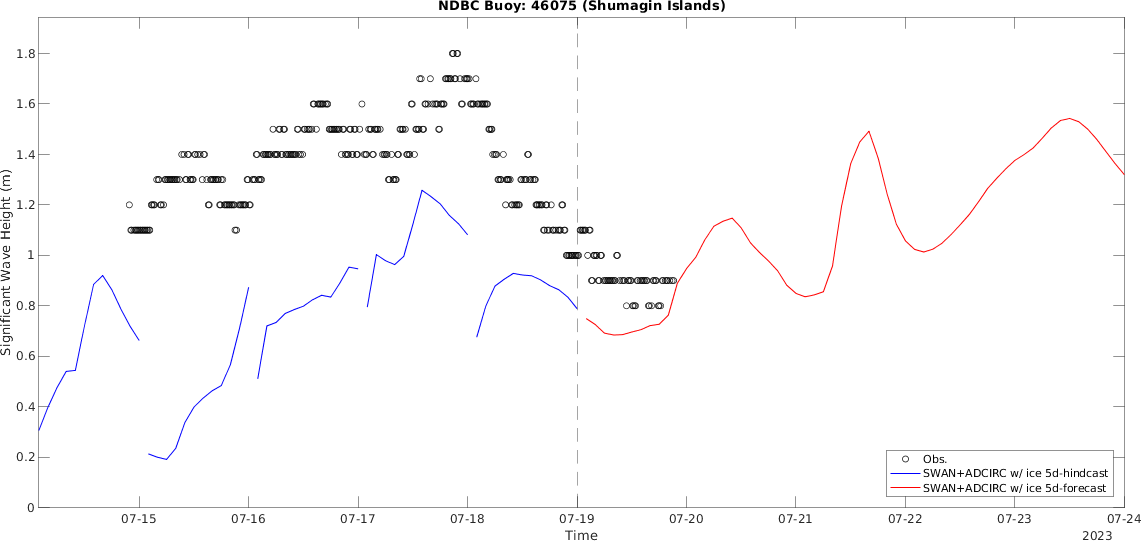 NDBC Buoy: 46075 (Shumagin Islands)
1.8
1.6
1.4
1.2
1
0.8
0.6
0.4
0.2
0
Significant Wave Height (m)
Obs.
SWAN+ADCIRC w/ ice 5d-hindcast
SWAN+ADCIRC w/ ice 5d-forecast
07-15 07-16 07-17 07-18 07-19 07-20 07-21 07-22 07-23 07-24
Time
2023